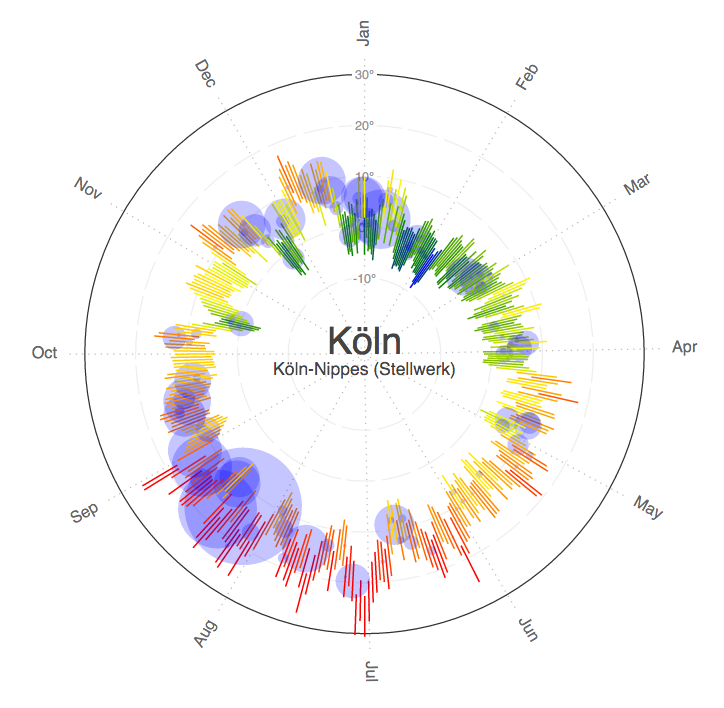 Jan
Feb
Mar
Apr
May
Jun
Jul
Aug
Sep
Oct
Nov
Dec
30°
20°
10°
0°
-10°
Köln
Köln-Nippes (Stellwerk)